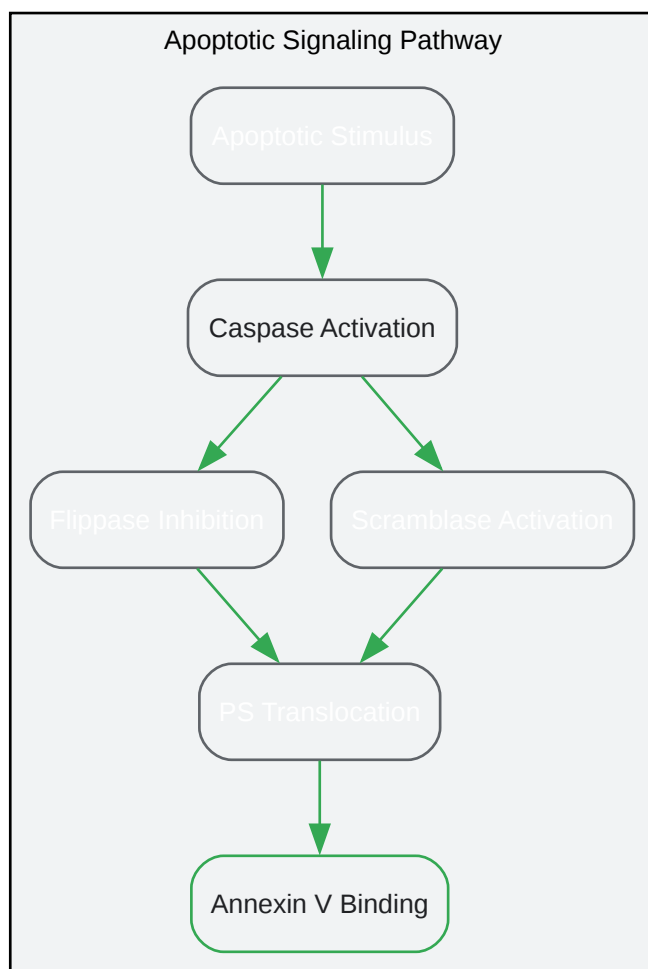 Apoptotic Signaling Pathway
Apoptotic Stimulus
Caspase Activation
Flippase Inhibition
Scramblase Activation
PS Translocation
Annexin V Binding